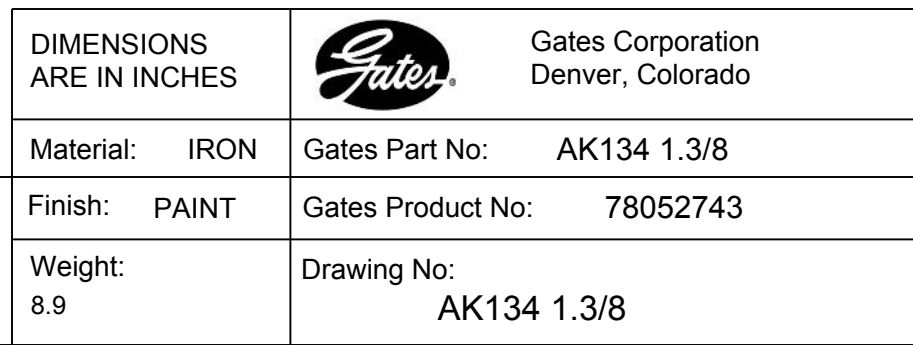 DIMENSIONS
ARE IN INCHES
Gates®
Gates Corporation
Denver, Colorado
Material: IRON
Gates Part No: AK134 1.3/8
Finish: PAINT
Gates Product No: 78052743
Weight:
8.9
Drawing No:
AK134 1.3/8